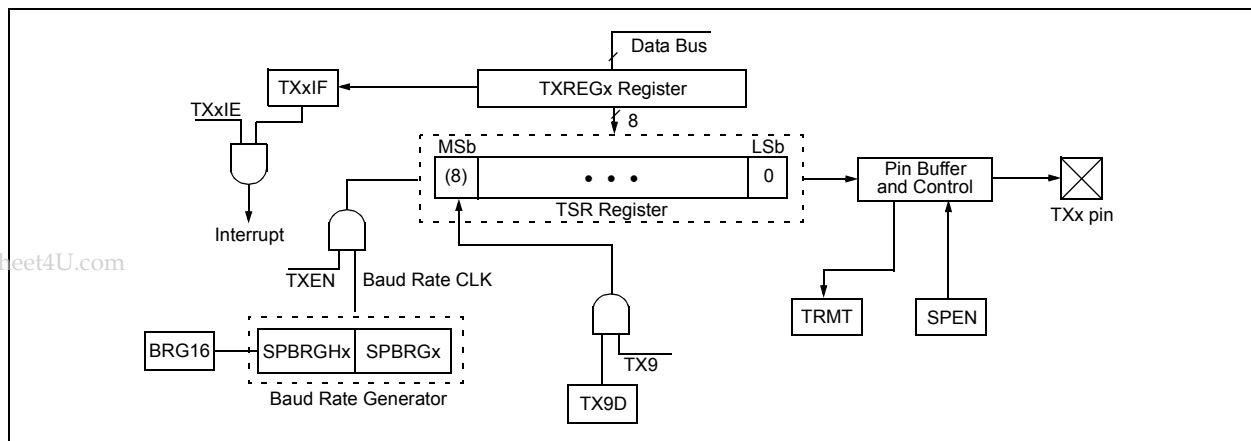 Data Bus
TXxIF
TXREGx Register
TXxIE
8
MSb
LSb
(8)
• • •
0
Pin Buffer
and Control
TSR Register
TXx pin
Interrupt
heet4U.com
TXEN
Baud Rate CLK
TRMT
SPEN
BRG16
SPBRGHx
SPBRGx
TX9
Baud Rate Generator
TX9D